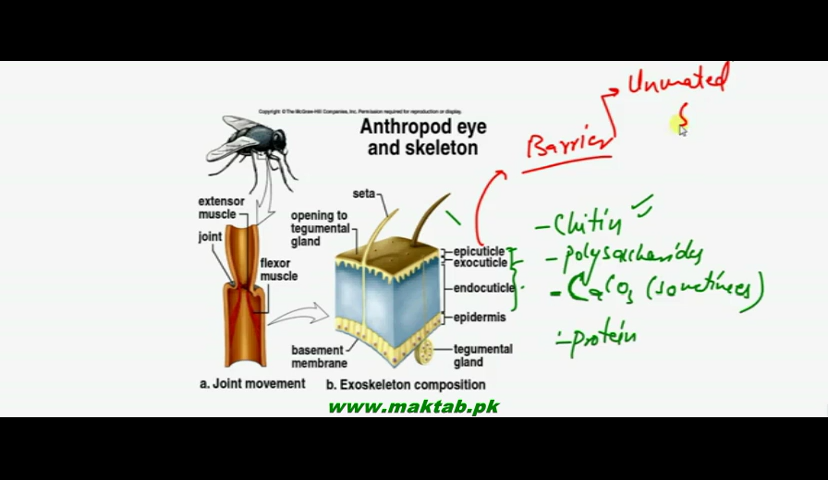 Unwanted
S
Copyright © The McGraw-Hill Companies, Inc. Permission required for reproduction or display.
Anthropod eye
and skeleton
Barrier
extensor
muscle
joint
flexor
muscle
seta
opening to
tegumental
gland
epicuticle
exocuticle
endocuticle
epidermis
basement
membrane
tegumental
gland
- Chitin
- polysaccharides
- CaCO3 (sometimes)
- protein
a. Joint movement
b. Exoskeleton composition
www.maktab.pk